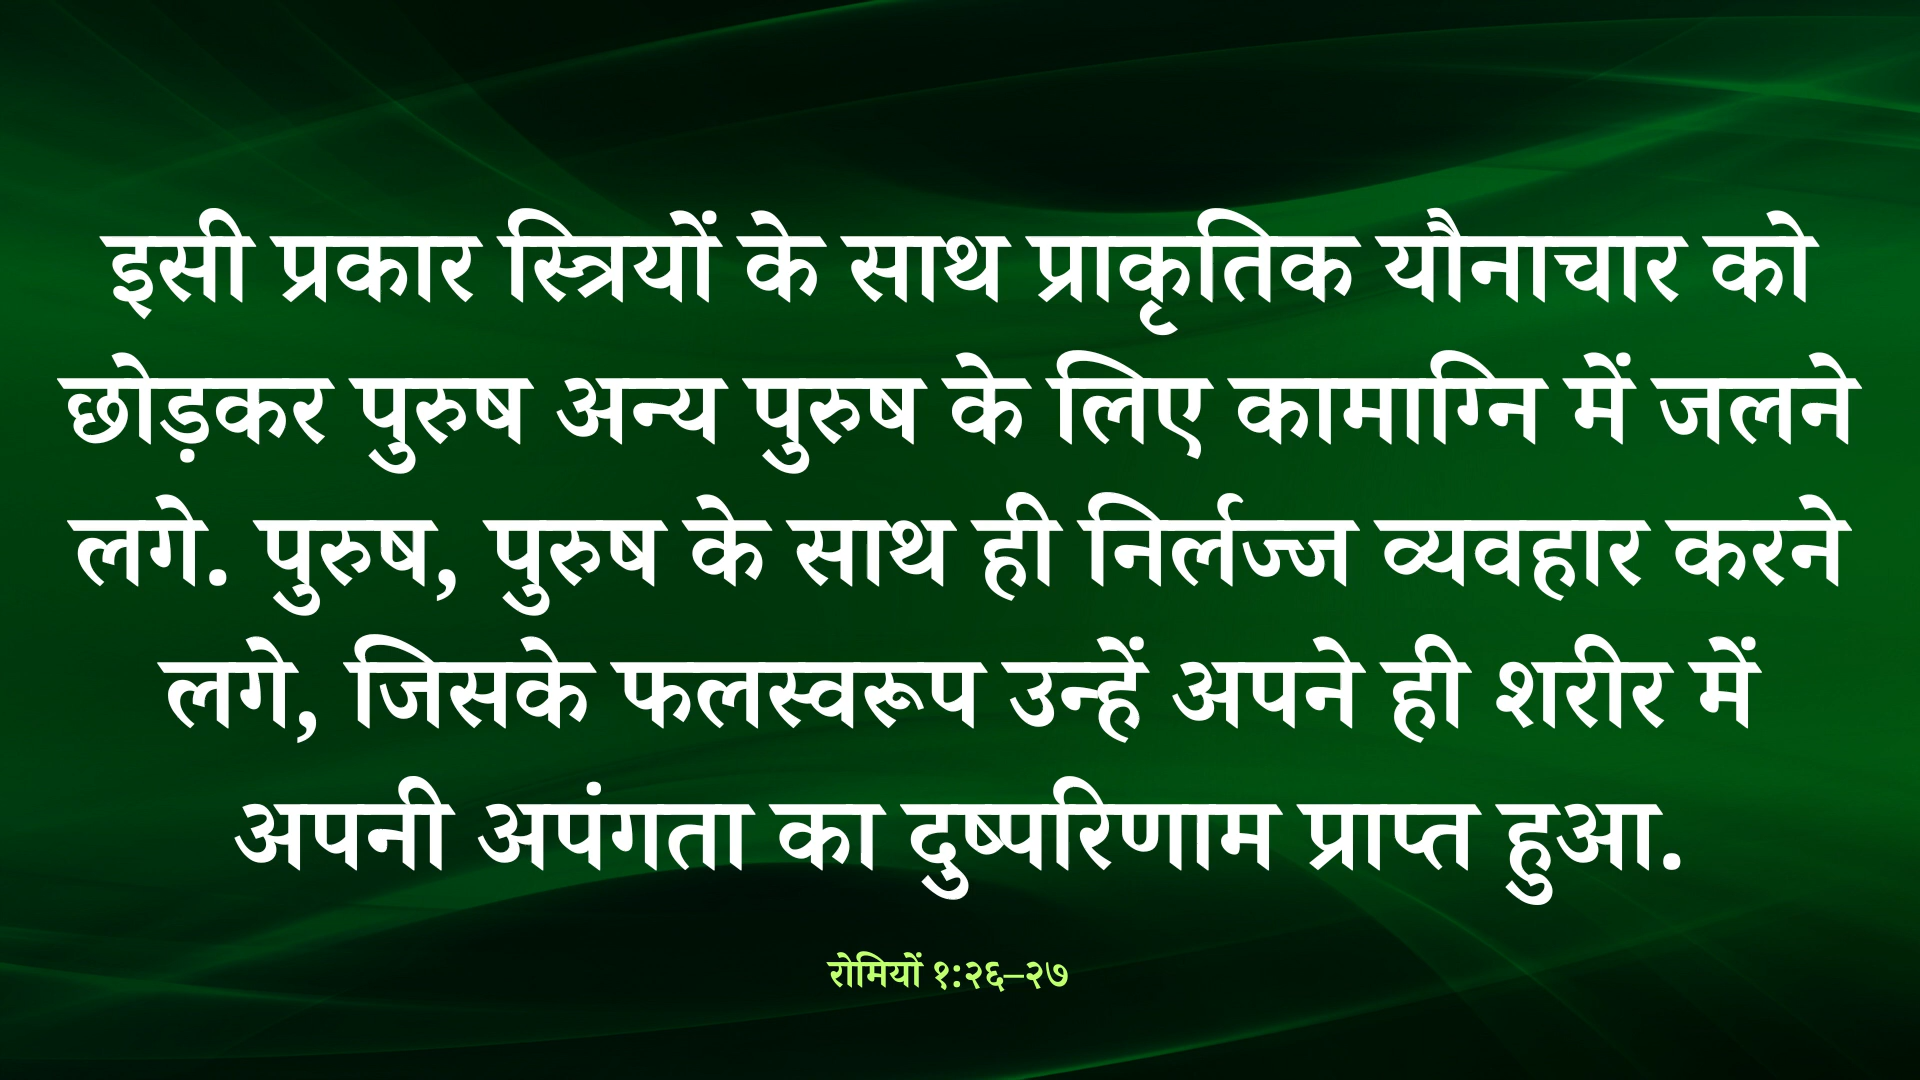 इसी प्रकार स्त्रियों के साथ प्राकृतिक यौनाचार को
छोड़कर पुरुष अन्य पुरुष के लिए कामाग्नि में जलने
लगे. पुरुष, पुरुष के साथ ही निर्लज्ज व्यवहार करने
लगे, जिसके फलस्वरूप उन्हें अपने ही शरीर में
अपनी अपंगता का दुष्परिणाम प्राप्त हुआ.
रोमियों १:२६–२७